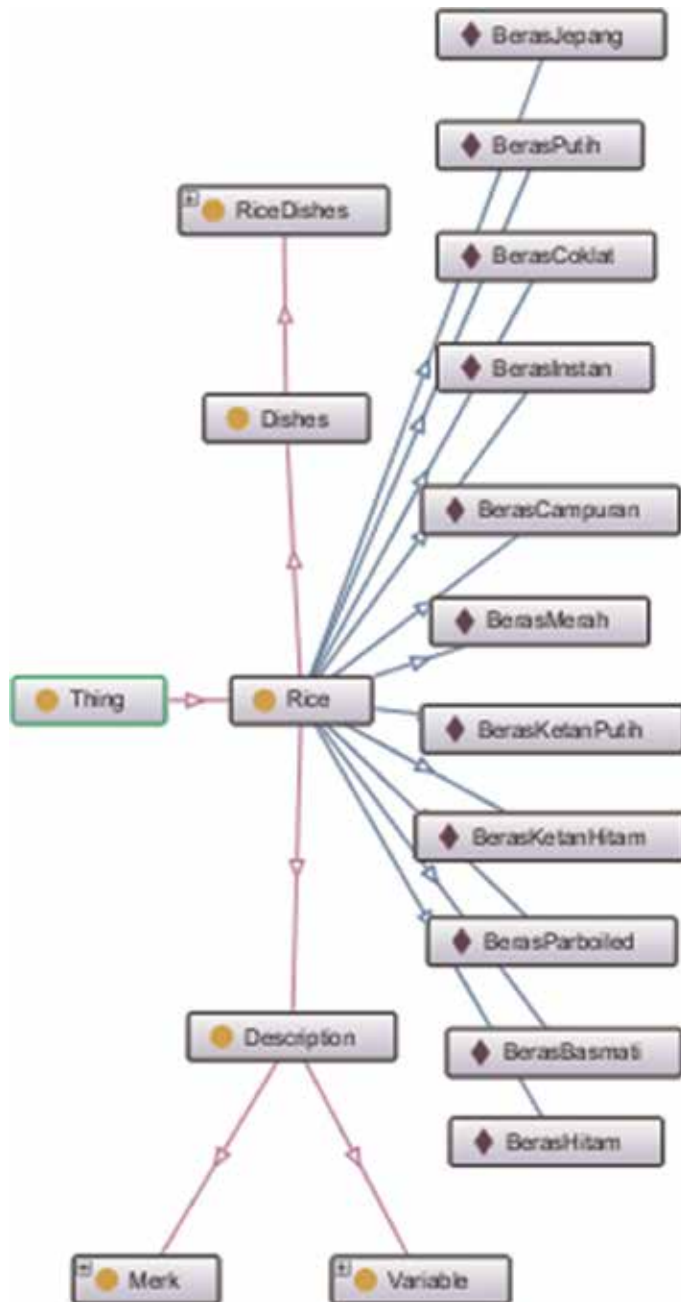 BerasJepang
BerasPutih
RiceDishes
BerasCoklat
BerasInstan
Dishes
BerasCampuran
BerasMerah
Thing
Rice
BerasKetanPutih
BerasKetanHitam
BerasParboiled
Description
BerasBasmati
BerasHitam
Merk
Variable